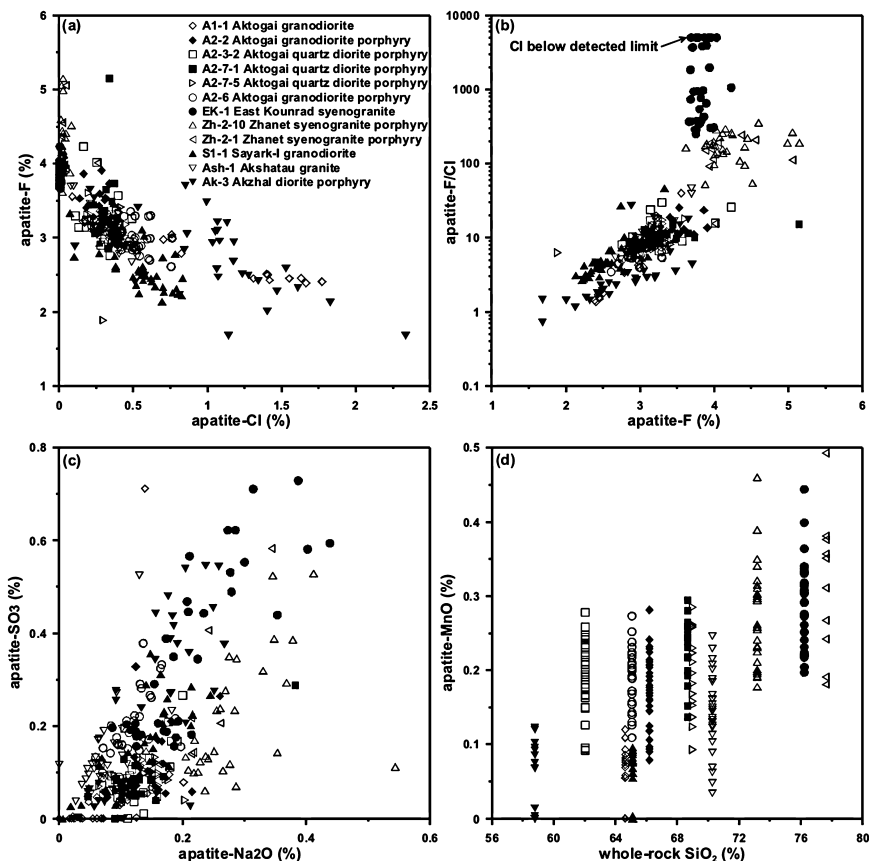 (a)
A1-1 Aktogai granodiorite
A2-2 Aktogai granodiorite porphyry
A2-3-2 Aktogai quartz diorite porphyry
A2-7-1 Aktogai quartz diorite porphyry
A2-7-5 Aktogai quartz diorite porphyry
A2-6 Aktogai granodiorite porphyry
EK-1 East Kounrad syenogranite
Zh-2-10 Zhanet syenogranite porphyry
Zh-2-1 Zhanet syenogranite porphyry
S1-1 Sayark-I granodiorite
Ash-1 Akshatau granite
Ak-3 Akzhal diorite porphyry
6
5
4
3
2
1
apatite-F (%)
0 0.5 1 1.5 2 2.5
apatite-Cl (%)
(b)
Cl below detected limit
10000
1000
100
10
1
0.1
apatite-F/Cl
1 2 3 4 5 6
apatite-F (%)
(c)
0.8
0.6
0.4
0.2
0
apatite-SO3 (%)
0 0.2 0.4 0.6
apatite-Na2O (%)
(d)
0.5
0.4
0.3
0.2
0.1
0
apatite-MnO (%)
56 60 64 68 72 76 80
whole-rock SiO2 (%)